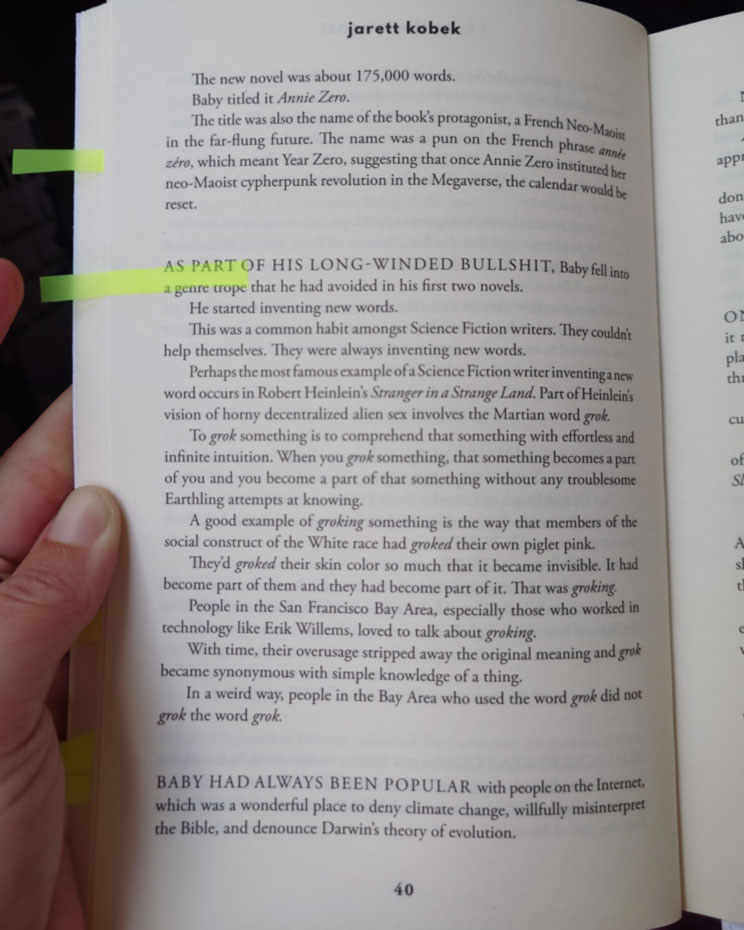 jarett kobek
The new novel was about 175,000 words.
Baby titled it Annie Zero.
The title was also the name of the book's protagonist, a French Neo-Maoist
in the far-flung future. The name was a pun on the French phrase année
zéro, which meant Year Zero, suggesting that once Annie Zero instituted her
neo-Maoist cypherpunk revolution in the Megaverse, the calendar would be
reset.
AS PART OF HIS LONG-WINDED BULLSHIT, Baby fell into
a genre trope that he had avoided in his first two novels.
He started inventing new words.
This was a common habit amongst Science Fiction writers. They couldn't
help themselves. They were always inventing new words.
Perhaps the most famous example of a Science Fiction writer inventing a new
word occurs in Robert Heinlein's Stranger in a Strange Land. Part of Heinlein's
vision of horny decentralized alien sex involves the Martian word grok.
To grok something is to comprehend that something with effortless and
infinite intuition. When you grok something, that something becomes a part
of you and you become a part of that something without any troublesome
Earthling attempts at knowing.
A good example of groking something is the way that members of the
social construct of the White race had groked their own piglet pink.
They'd groked their skin color so much that it became invisible. It had
become part of them and they had become part of it. That was groking.
People in the San Francisco Bay Area, especially those who worked in
technology like Erik Willems, loved to talk about groking.
With time, their overusage stripped away the original meaning and grok
became synonymous with simple knowledge of a thing.
In a weird way, people in the Bay Area who used the word grok did not
grok the word grok.
BABY HAD ALWAYS BEEN POPULAR with people on the Internet,
which was a wonderful place to deny climate change, willfully misinterpret
the Bible, and denounce Darwin's theory of evolution.
40
than
appr
don
have
abo
it
cu
of